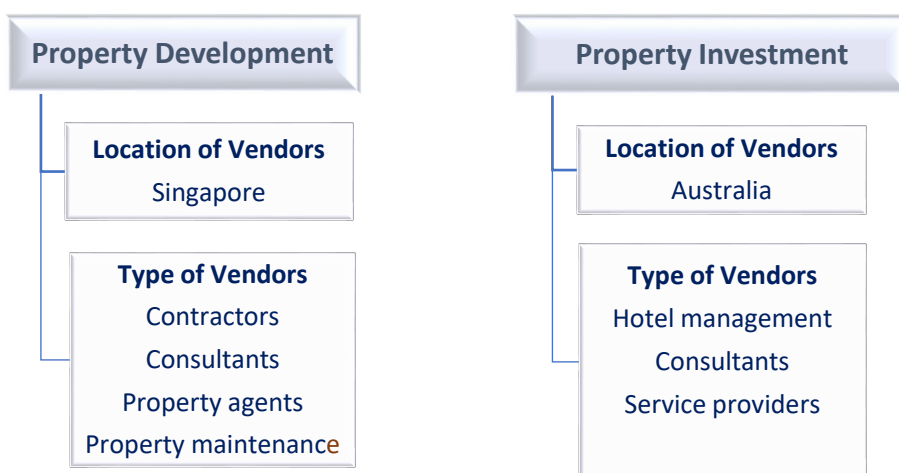 Property Development
Location of Vendors
Singapore
Type of Vendors
Contractors
Consultants
Property agents
Property maintenance
Property Investment
Location of Vendors
Australia
Type of Vendors
Hotel management
Consultants
Service providers